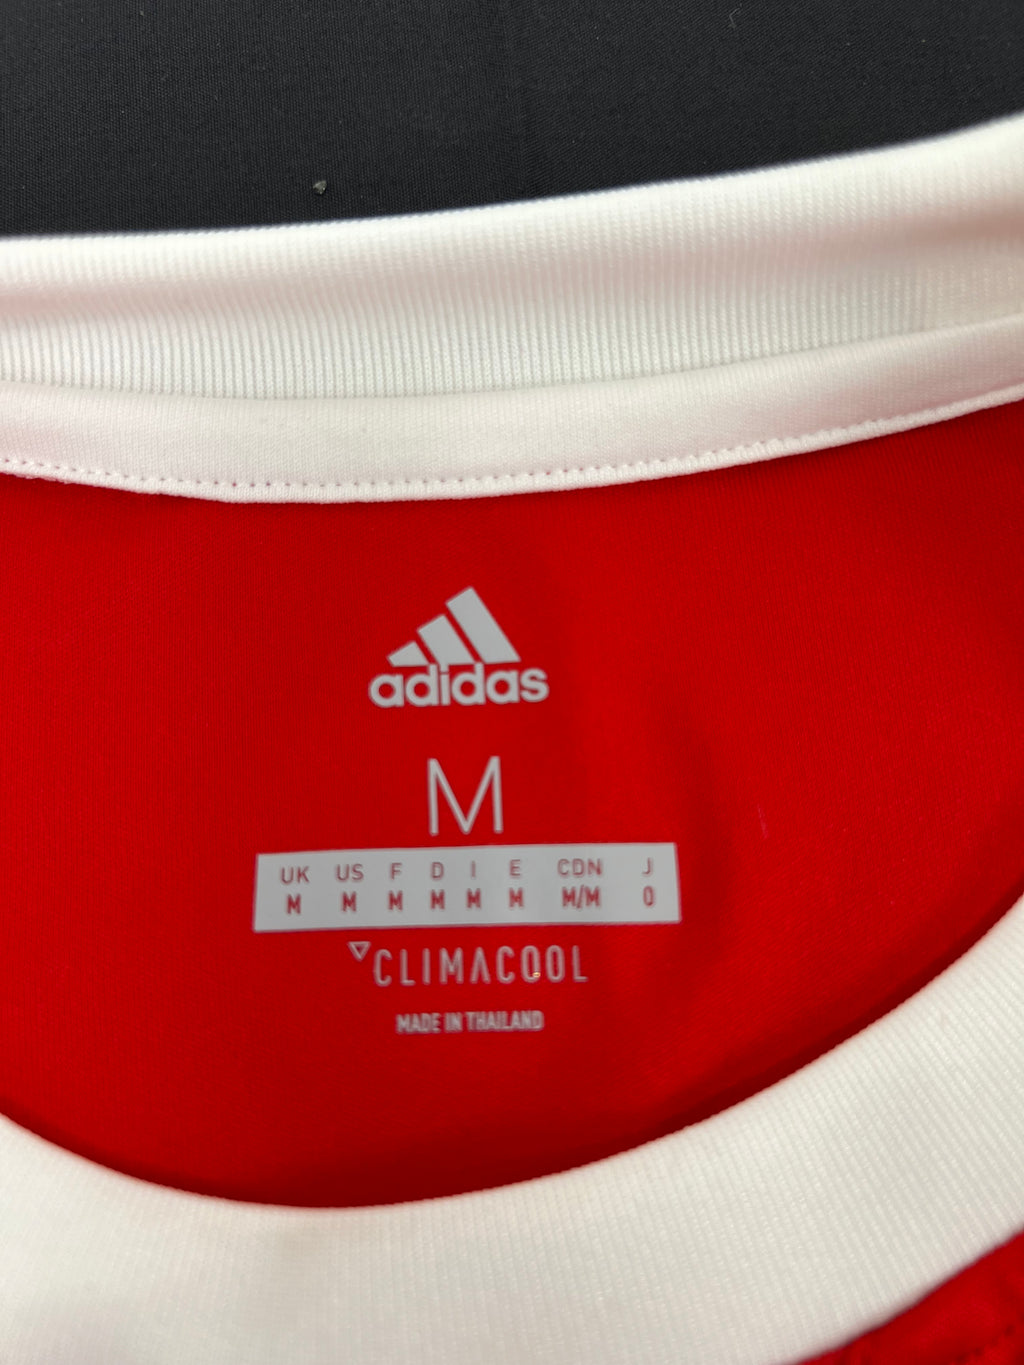 adidas
M
UK US F D I E CDN J
M M M M M M M/M O
CLIMACOOL
MADE IN THAILAND